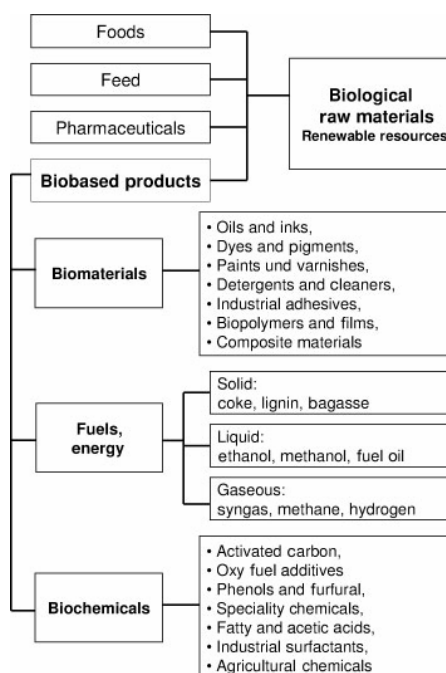 Foods
Feed
Pharmaceuticals
Biobased products
Biological
raw materials
Renewable resources
Biomaterials
• Oils and inks,
• Dyes and pigments,
• Paints und varnishes,
• Detergents and cleaners,
• Industrial adhesives,
• Biopolymers and films,
• Composite materials
Fuels,
energy
Solid:
coke, lignin, bagasse
Liquid:
ethanol, methanol, fuel oil
Gaseous:
syngas, methane, hydrogen
Biochemicals
• Activated carbon,
• Oxy fuel additives
• Phenols and furfural,
• Speciality chemicals,
• Fatty and acetic acids,
• Industrial surfactants,
• Agricultural chemicals